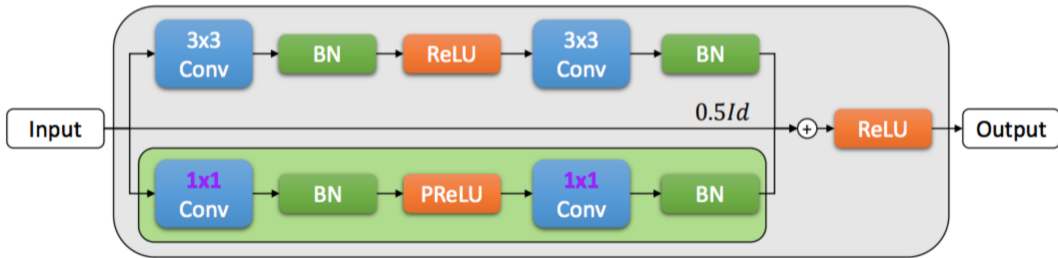 3x3
Conv
BN
ReLU
3x3
Conv
BN
Input
0.5Id
+
ReLU
Output
1x1
Conv
BN
PReLU
1x1
Conv
BN